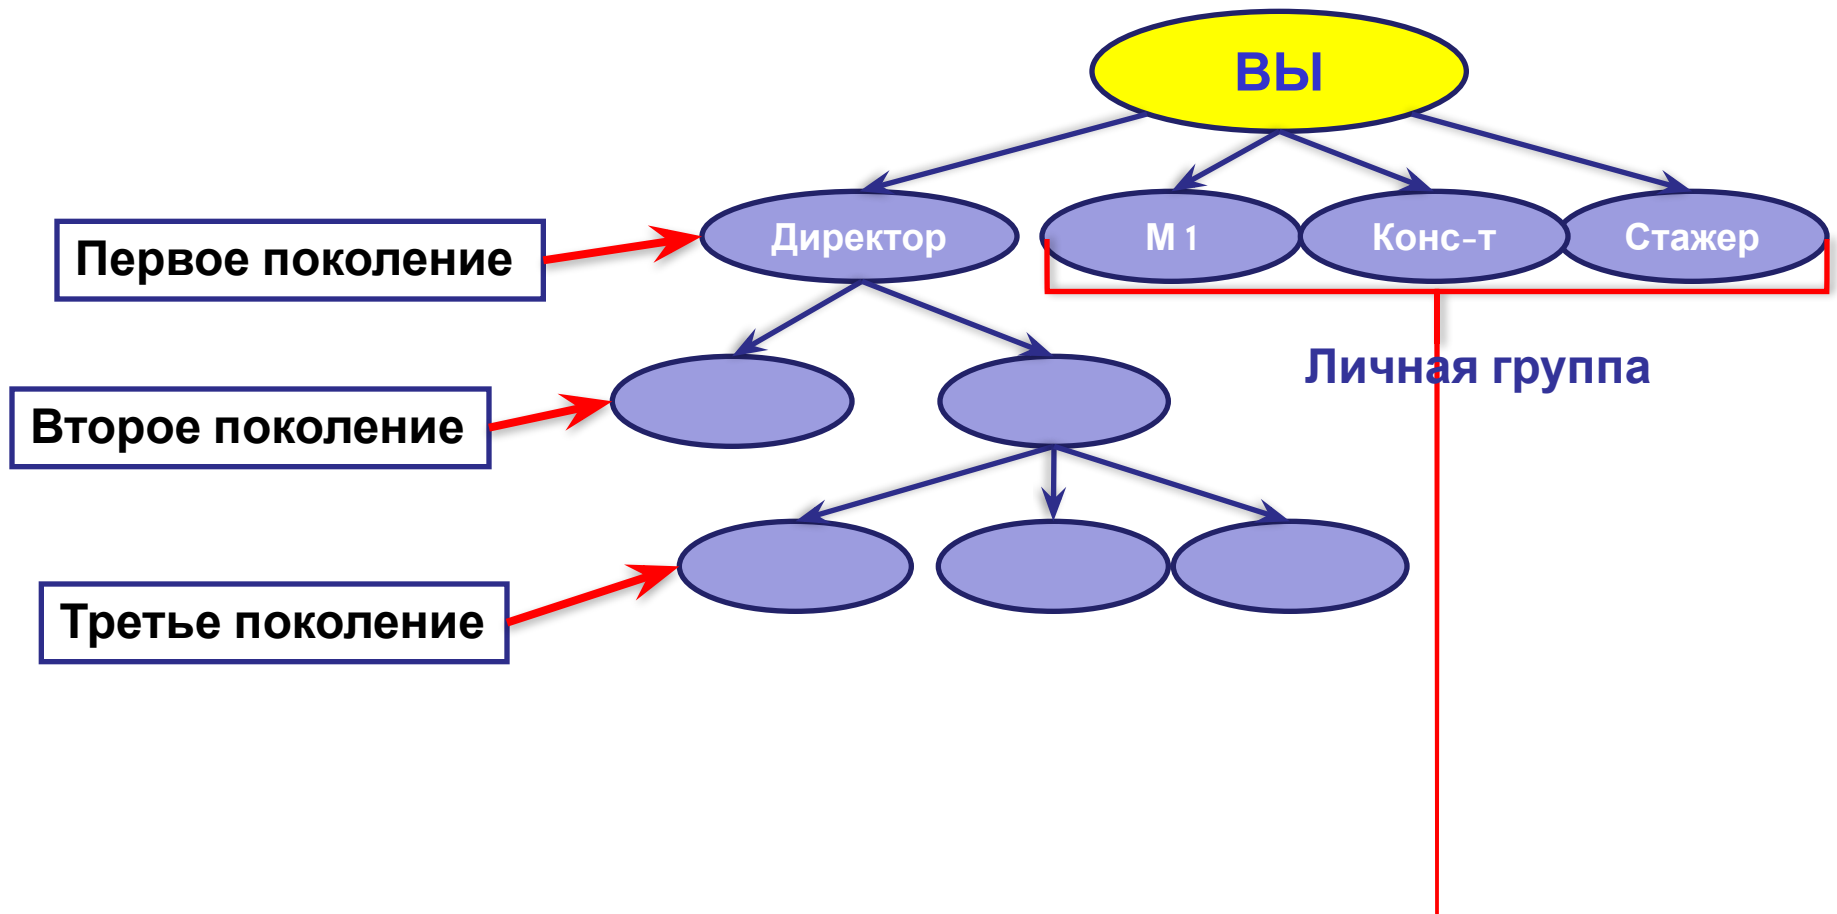 ВЫ
Директор
М 1
Конс-т
Стажер
Первое поколение
Личная группа
Второе поколение
Третье поколение